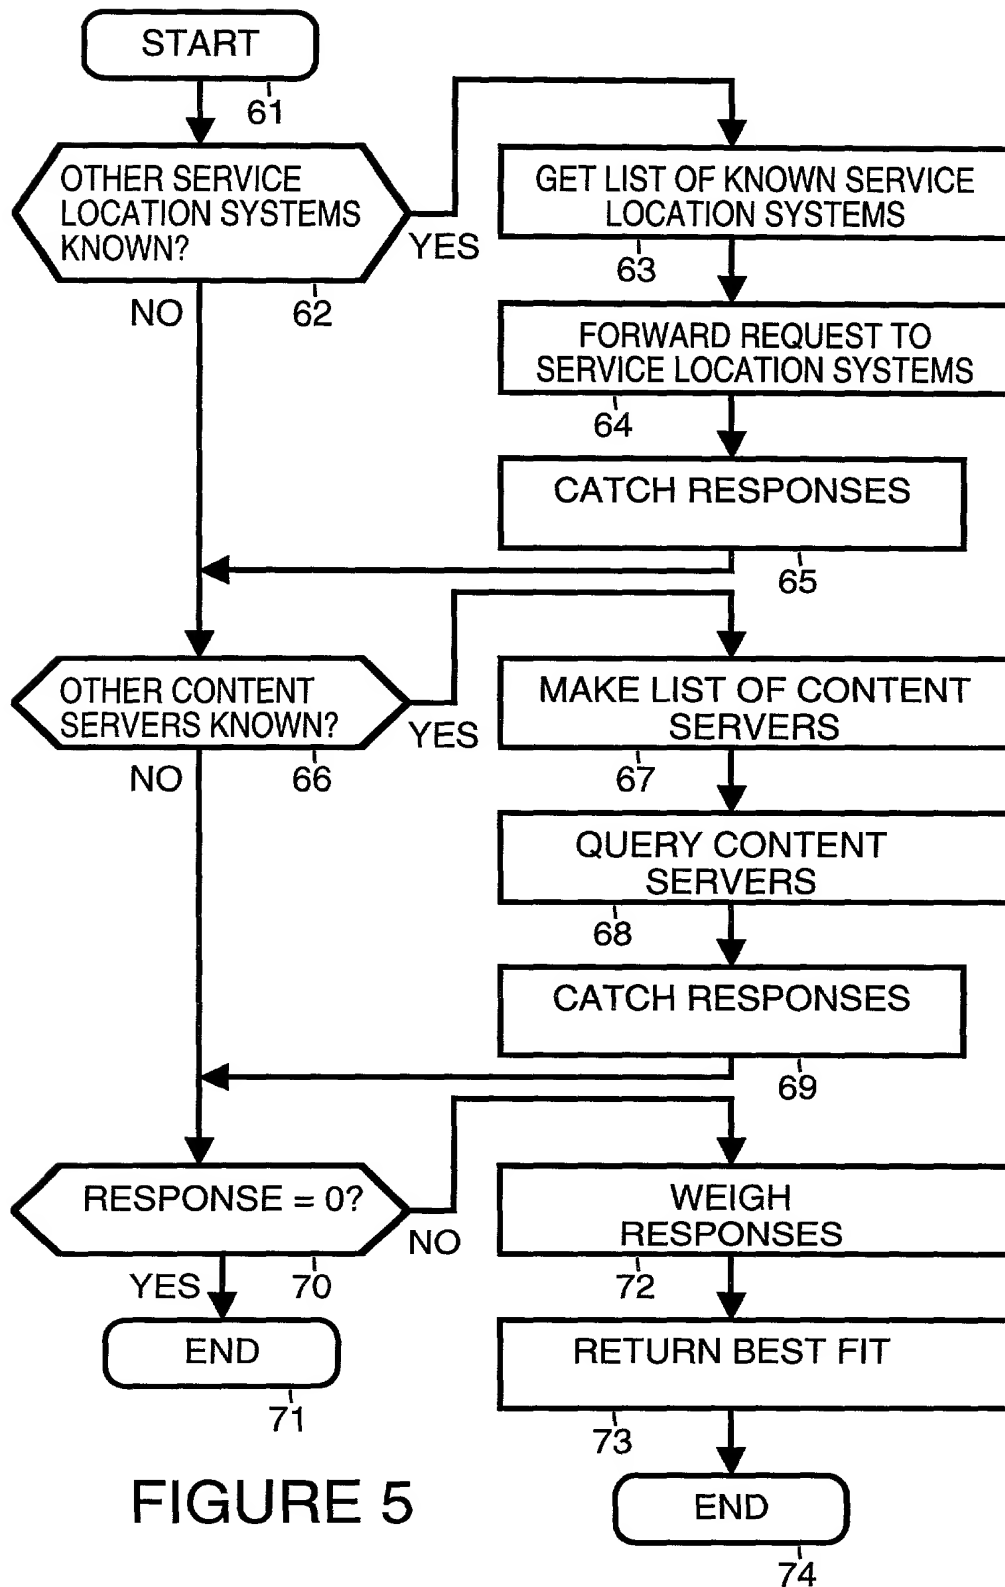 START
61
OTHER SERVICE
LOCATION SYSTEMS
KNOWN?
YES
NO
62
GET LIST OF KNOWN SERVICE
LOCATION SYSTEMS
63
FORWARD REQUEST TO
SERVICE LOCATION SYSTEMS
64
CATCH RESPONSES
65
OTHER CONTENT
SERVERS KNOWN?
YES
NO
66
MAKE LIST OF CONTENT
SERVERS
67
QUERY CONTENT
SERVERS
68
CATCH RESPONSES
69
RESPONSE = 0?
NO
YES
70
END
71
WEIGH
RESPONSES
72
RETURN BEST FIT
73
END
74
FIGURE 5